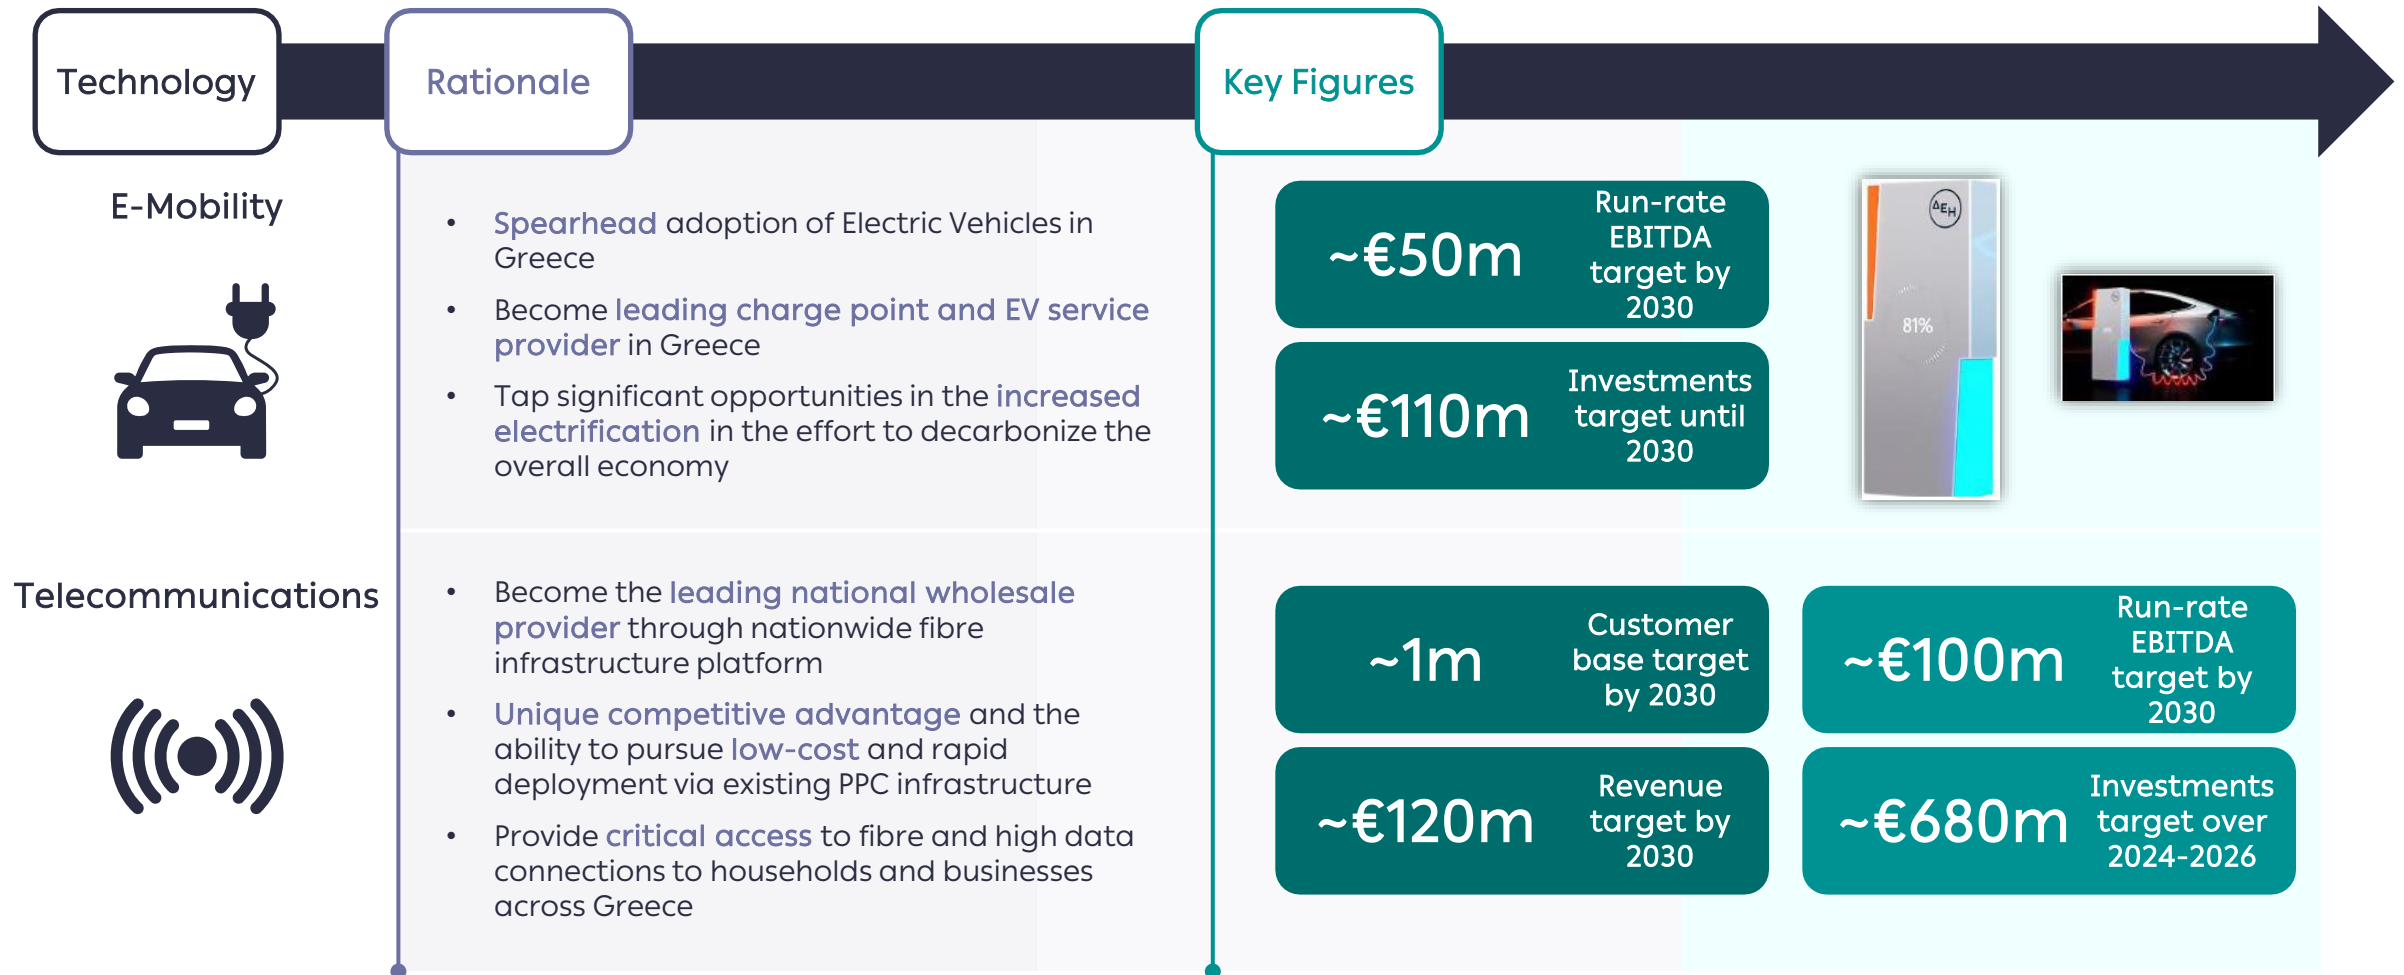 Technology
Rationale
Key Figures
E-Mobility
• Spearhead adoption of Electric Vehicles in
Greece
• Become leading charge point and EV service
provider in Greece
• Tap significant opportunities in the increased
electrification in the effort to decarbonize the
overall economy
~€50m
Run-rate
EBITDA
target by
2030
~€110m
Investments
target until
2030
ΔEH
81%
Telecommunications
• Become the leading national wholesale
provider through nationwide fibre
infrastructure platform
• Unique competitive advantage and the
ability to pursue low-cost and rapid
deployment via existing PPC infrastructure
• Provide critical access to fibre and high data
connections to households and businesses
across Greece
~1m
Customer
base target
by 2030
~€100m
Run-rate
EBITDA
target by
2030
~€120m
Revenue
target by
2030
~€680m
Investments
target over
2024-2026